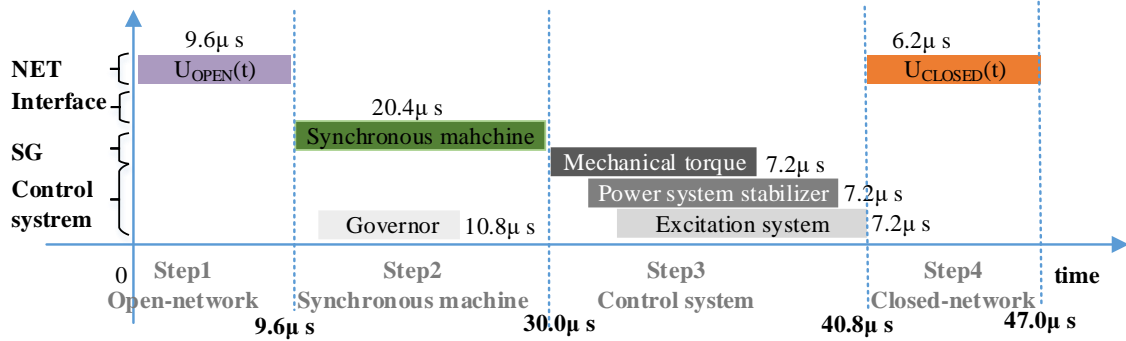 9.6μ s
6.2μ s
NET
U_OPEN(t)
U_CLOSED(t)
Interface
20.4μ s
Synchronous mahchine
SG
Mechanical torque
7.2μ s
Control
systrem
Power system stabilizer
7.2μ s
Governor
10.8μ s
Excitation system
7.2μ s
0
Step1
Step2
Step3
Step4
time
Open-network
Synchronous machine
Control system
Closed-network
9.6μ s
30.0μ s
40.8μ s
47.0μ s